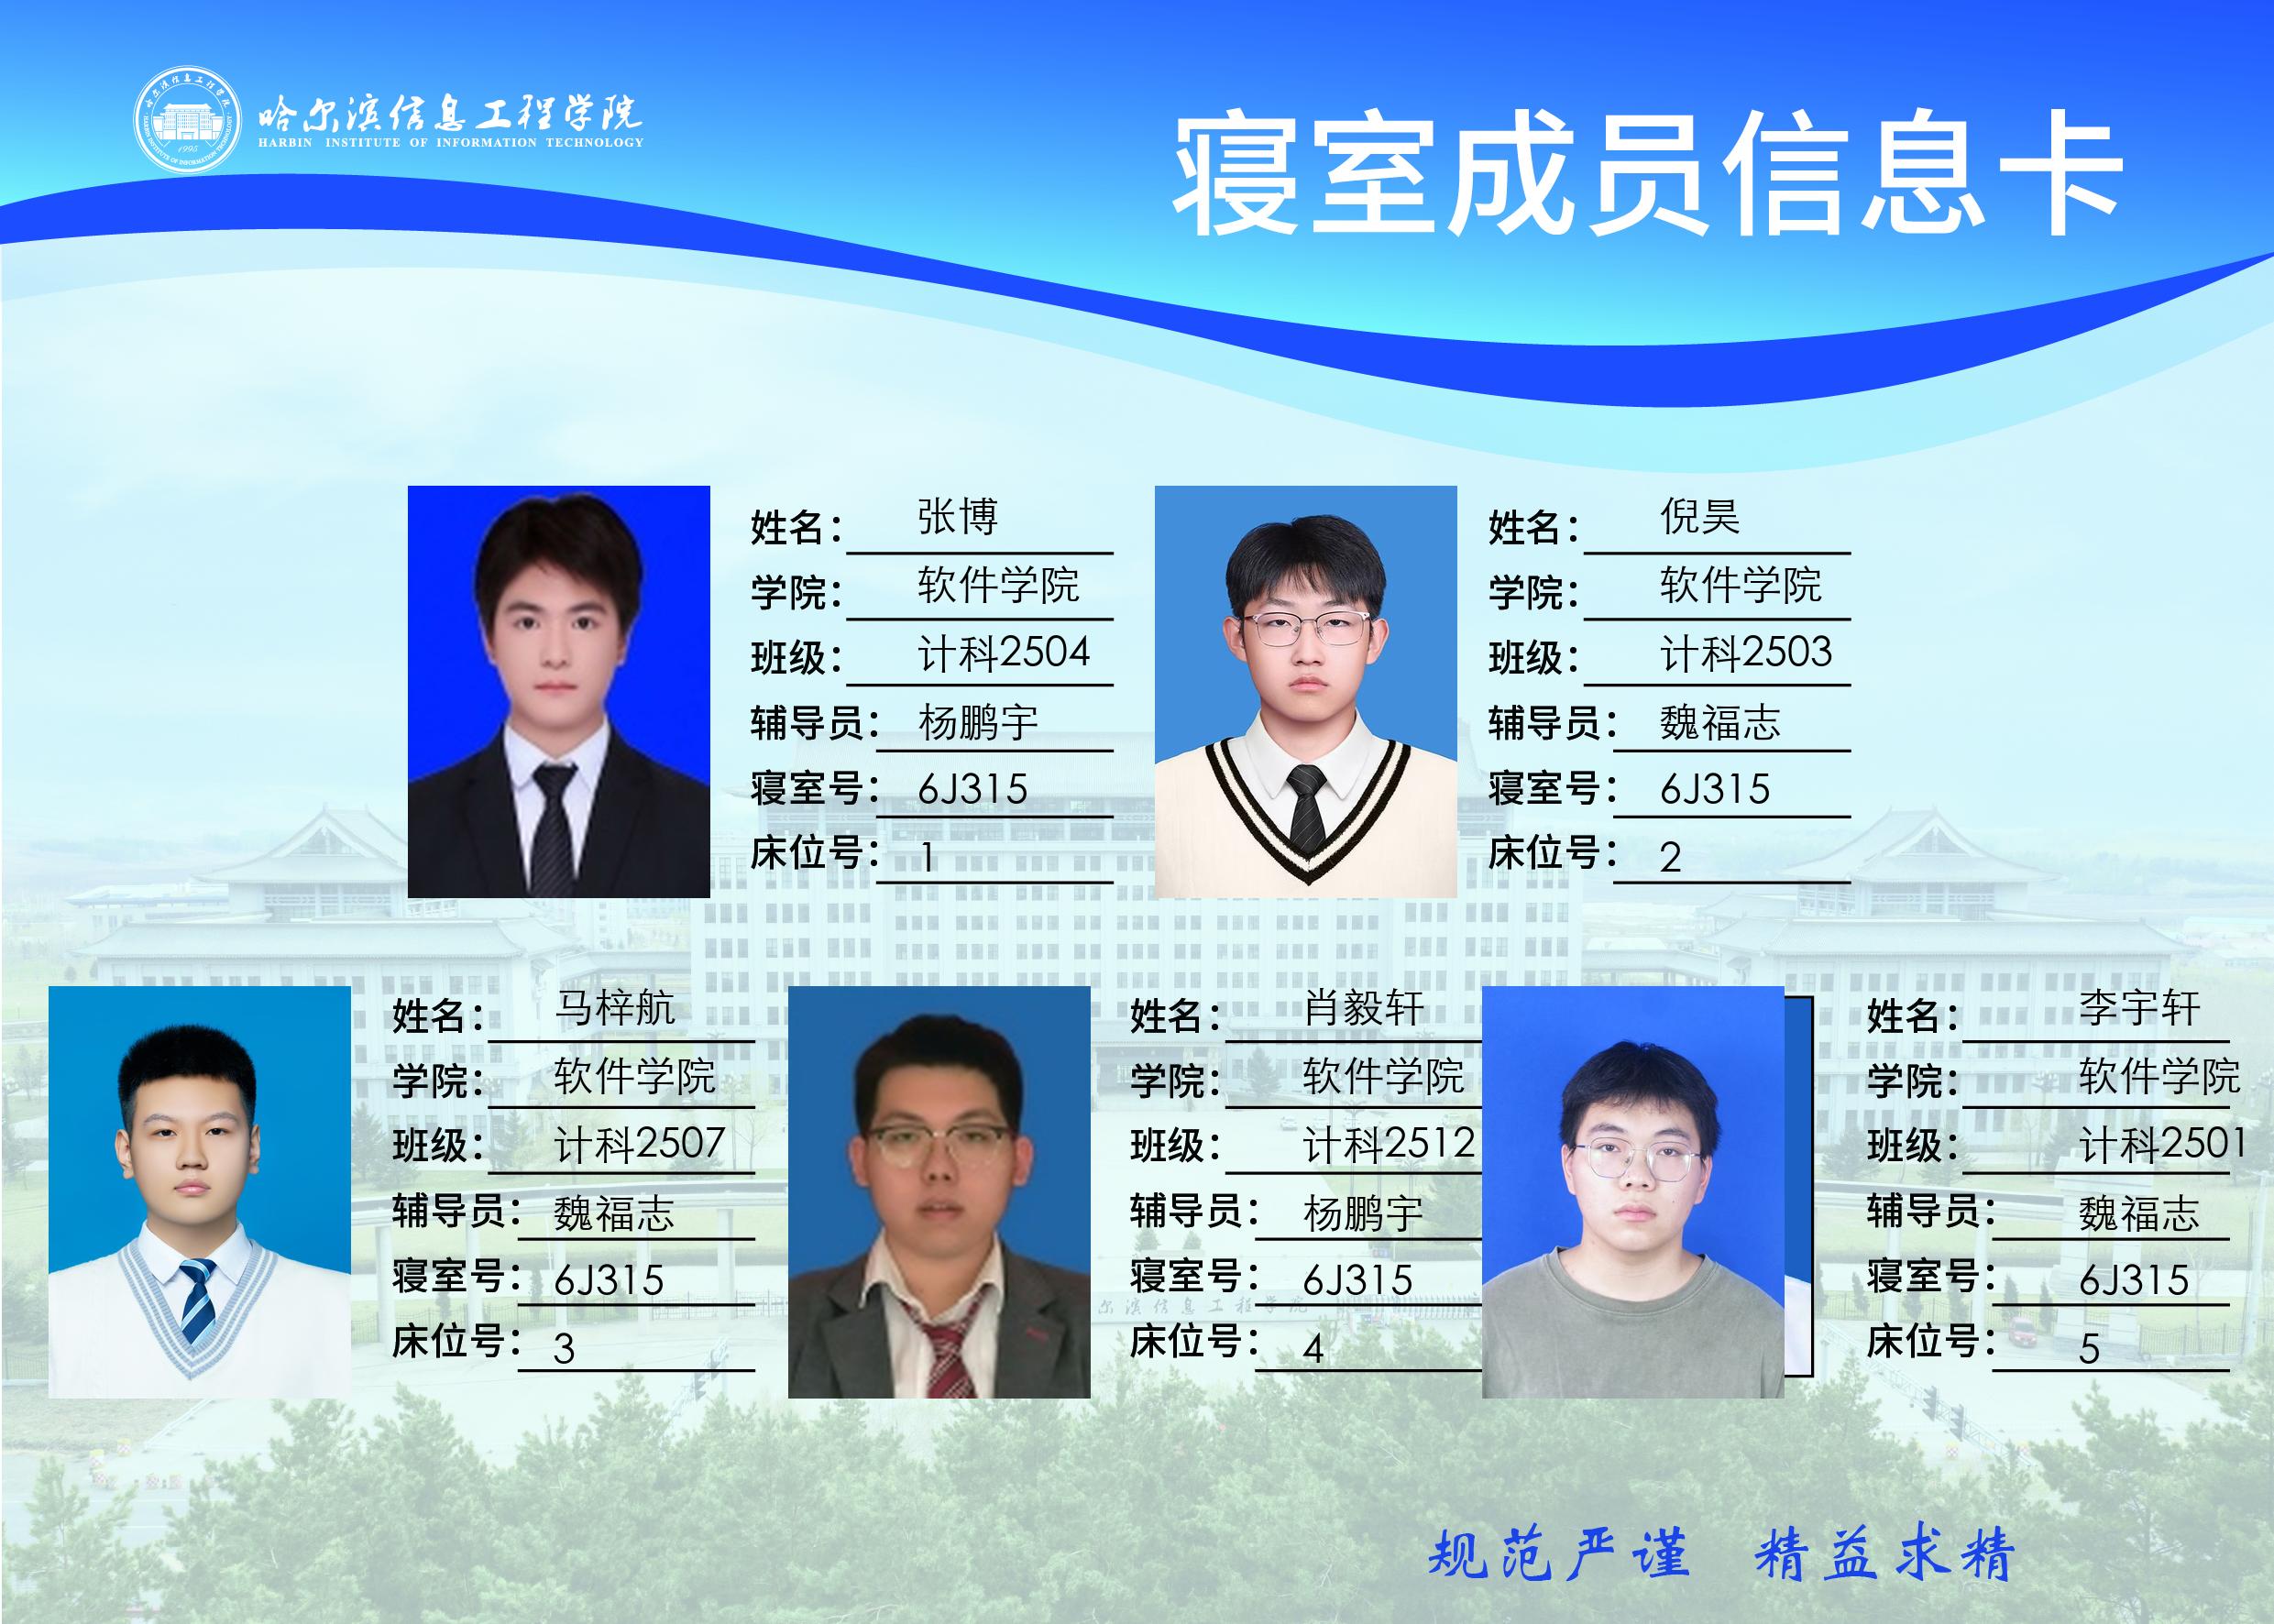 哈尔滨信息工程学院
HARBIN INSTITUTE OF INFORMATION TECHNOLOGY
1995
寝室成员信息卡
姓名：张博
学院：软件学院
班级：计科2504
辅导员：杨鹏宇
寝室号：6J315
床位号：1
姓名：倪昊
学院：软件学院
班级：计科2503
辅导员：魏福志
寝室号：6J315
床位号：2
姓名：马梓航
学院：软件学院
班级：计科2507
辅导员：魏福志
寝室号：6J315
床位号：3
姓名：肖毅轩
学院：软件学院
班级：计科2512
辅导员：杨鹏宇
寝室号：6J315
床位号：4
姓名：李宇轩
学院：软件学院
班级：计科2501
辅导员：魏福志
寝室号：6J315
床位号：5
尔滨信息工程学院
规范严谨 精益求精